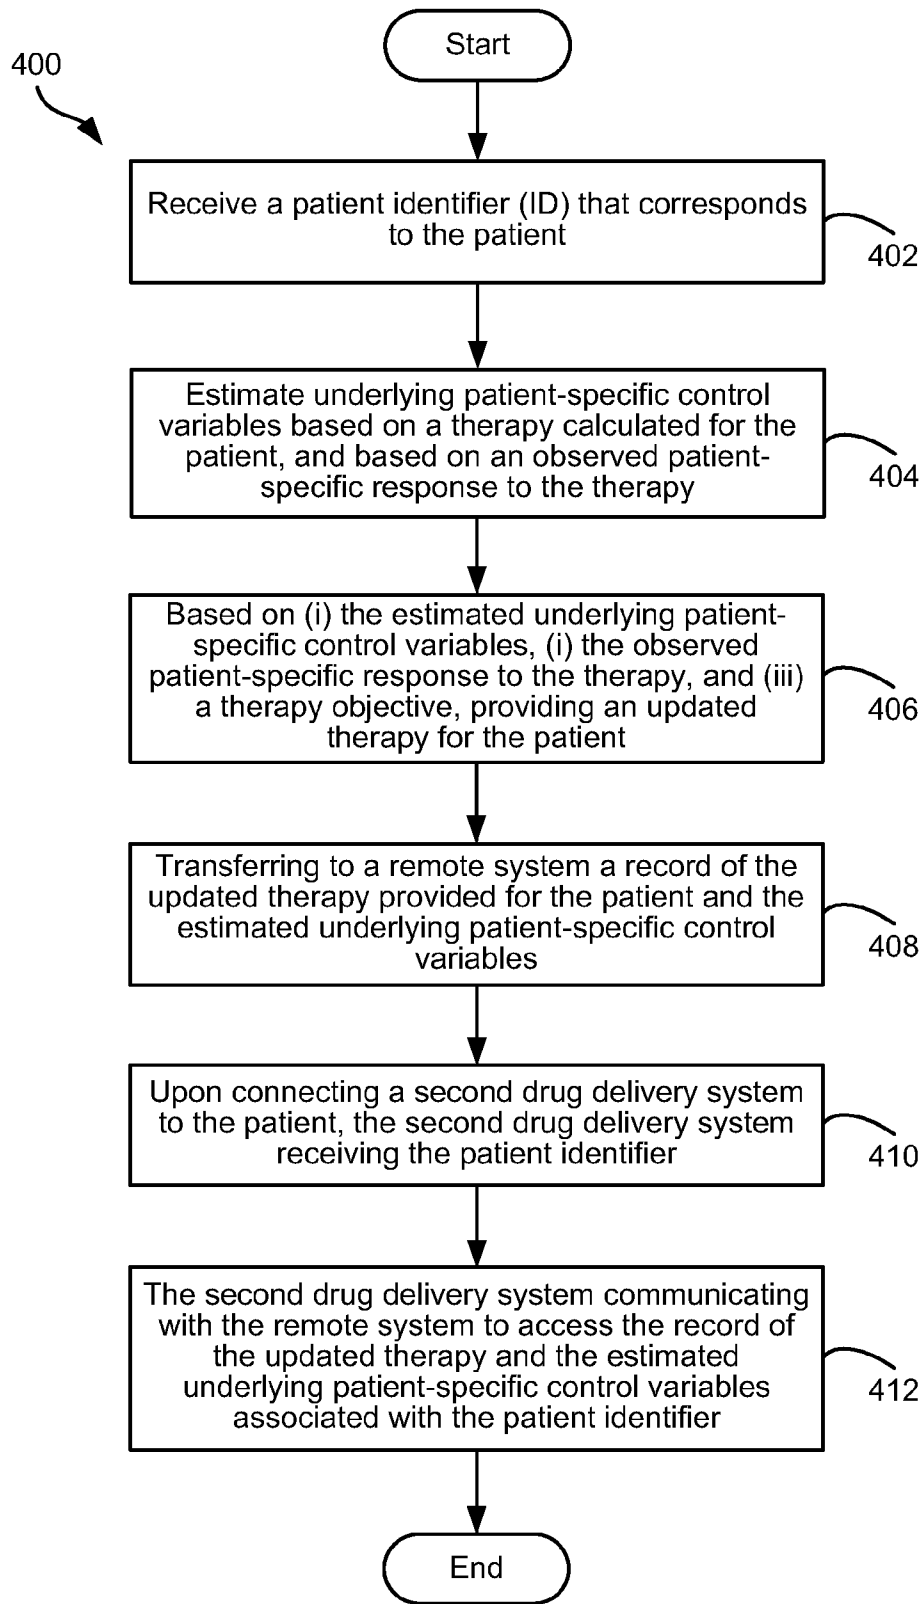 Start
400
Receive a patient identifier (ID) that corresponds
to the patient
402
Estimate underlying patient-specific control
variables based on a therapy calculated for the
patient, and based on an observed patient-
specific response to the therapy
404
Based on (i) the estimated underlying patient-
specific control variables, (i) the observed
patient-specific response to the therapy, and (iii)
a therapy objective, providing an updated
therapy for the patient
406
Transferring to a remote system a record of the
updated therapy provided for the patient and the
estimated underlying patient-specific control
variables
408
Upon connecting a second drug delivery system
to the patient, the second drug delivery system
receiving the patient identifier
410
The second drug delivery system communicating
with the remote system to access the record of
the updated therapy and the estimated
underlying patient-specific control variables
associated with the patient identifier
412
End